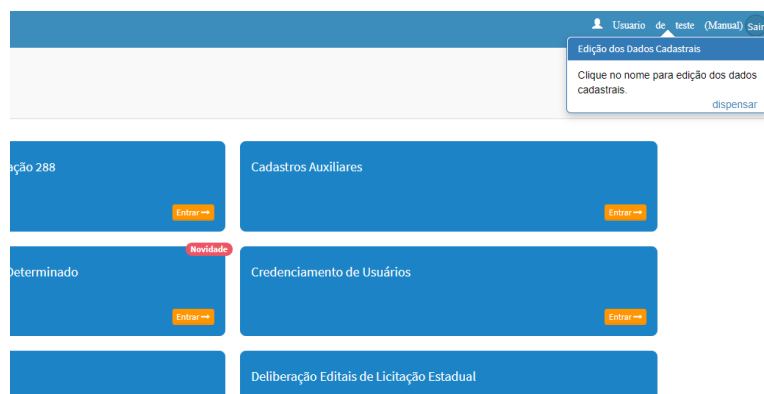 Usuario de teste (Manual) Sair
Edição dos Dados Cadastrais
Clique no nome para edição dos dados
cadastrais.
dispensar
ação 288
Entrar
Cadastros Auxiliares
Entrar
Novidade
Determinado
Entrar
Credenciamento de Usuários
Entrar
Deliberação Editais de Licitação Estadual